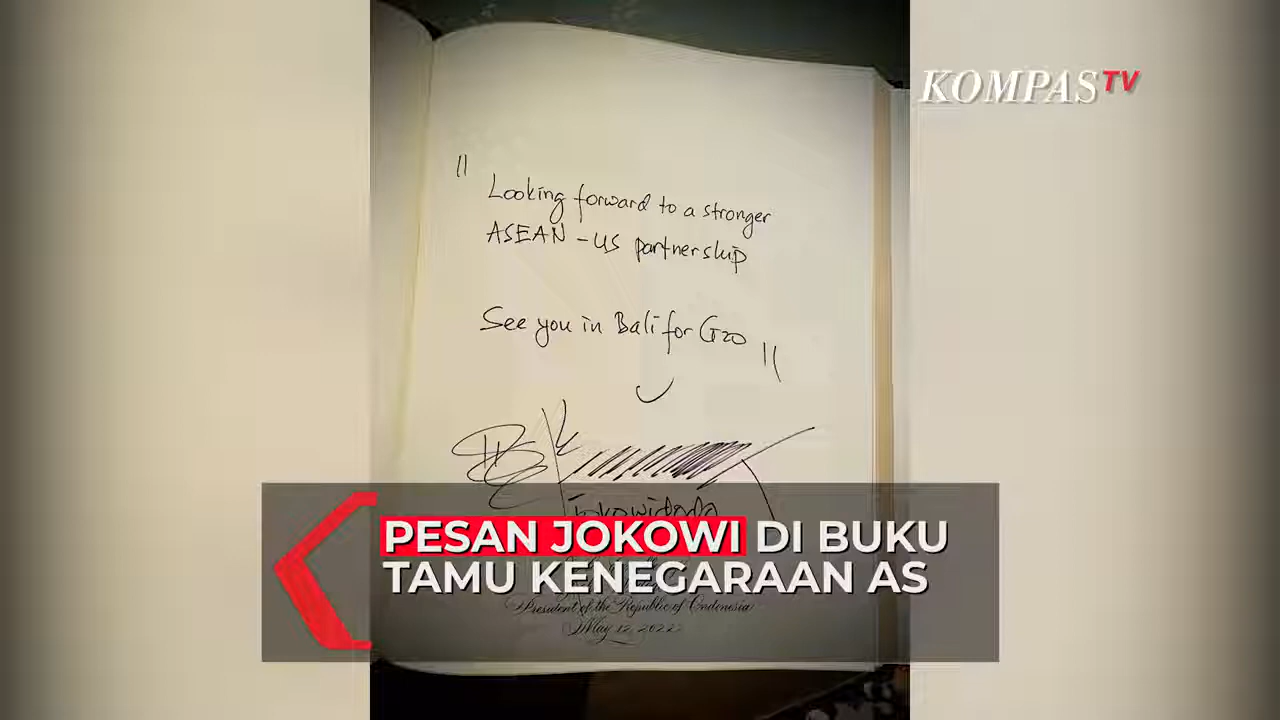 KOMPASTV
"
Looking forward to a stronger
ASEAN - US partnership
See you in Bali for G20
"
Jokowidodo
PESAN JOKOWI DI BUKU
TAMU KENEGARAAN AS
President of the Republic of Indonesia
May 12, 2022